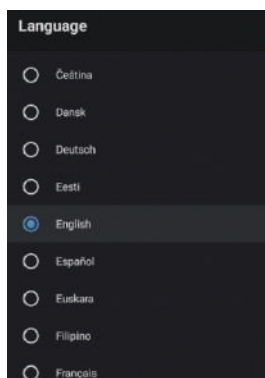 Language
Čeština
Dansk
Deutsch
Eesti
English
Español
Euskara
Filipino
Français